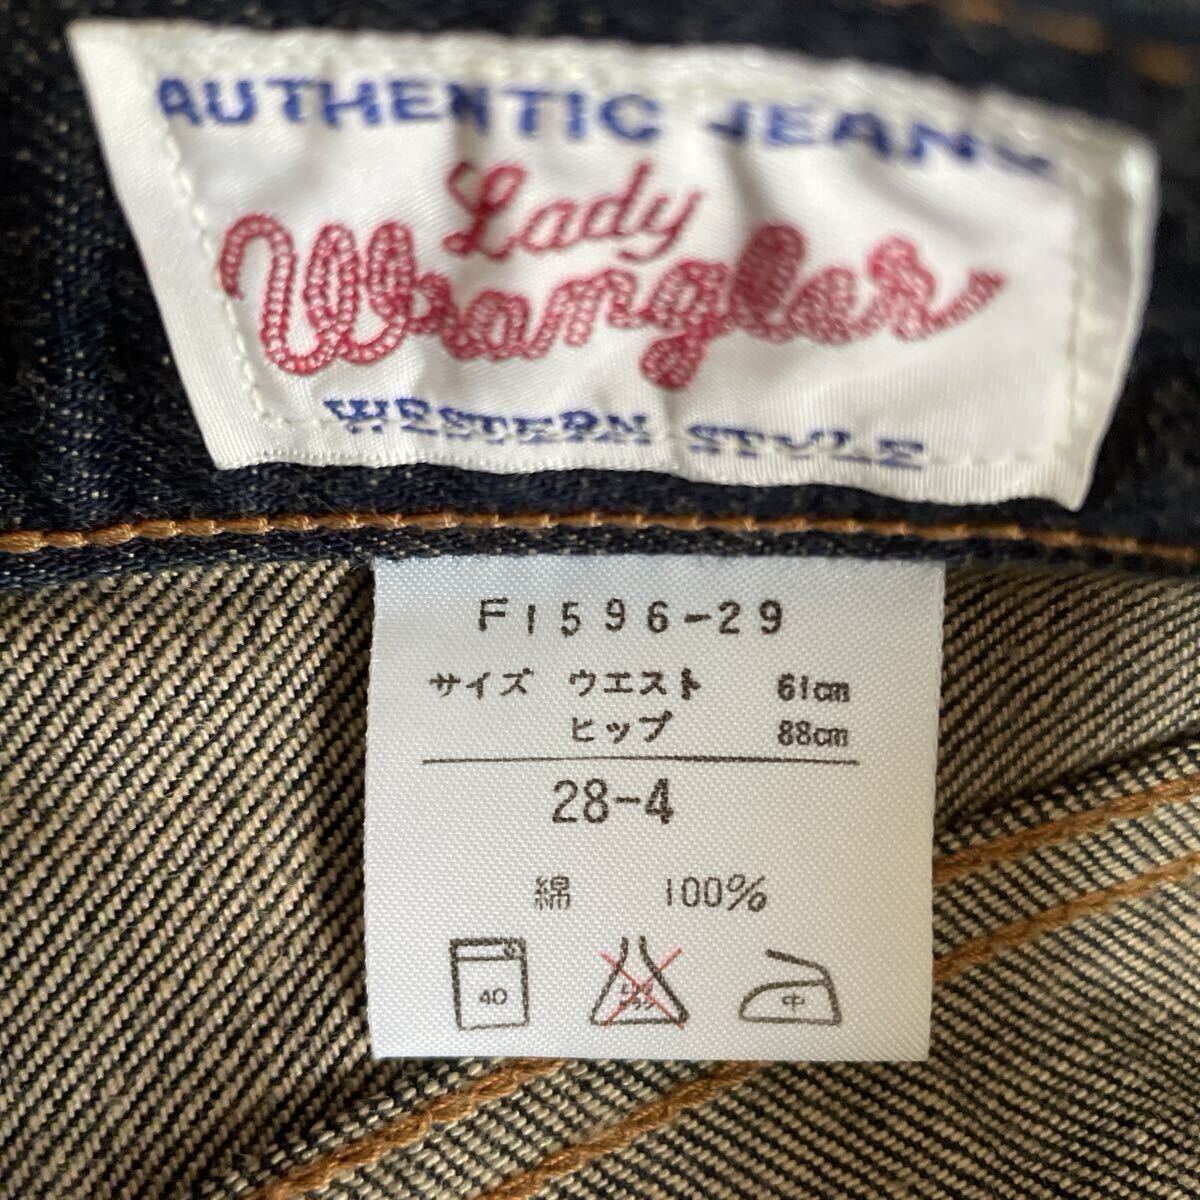 AUTHENTIC JEANS
Lady
Wrangler
WESTERN STYLE
F1596-29
サイズ ウエスト 61cm
ヒップ 88cm
28-4
綿 100%
40
中